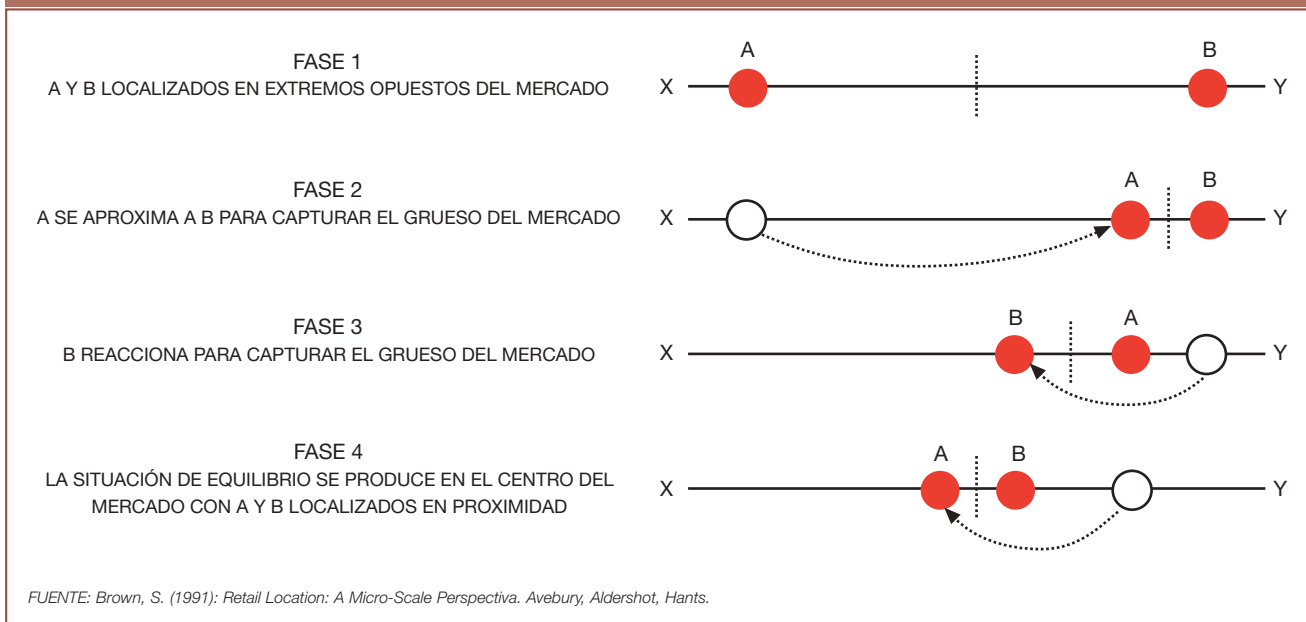 FASE 1
A Y B LOCALIZADOS EN EXTREMOS OPUESTOS DEL MERCADO
X A B Y
FASE 2
A SE APROXIMA A B PARA CAPTURAR EL GRUESO DEL MERCADO
X A B Y
FASE 3
B REACCIONA PARA CAPTURAR EL GRUESO DEL MERCADO
X B A Y
FASE 4
LA SITUACIÓN DE EQUILIBRIO SE PRODUCE EN EL CENTRO DEL
MERCADO CON A Y B LOCALIZADOS EN PROXIMIDAD
X A B Y
FUENTE: Brown, S. (1991): Retail Location: A Micro-Scale Perspectiva. Avebury, Aldershot, Hants.